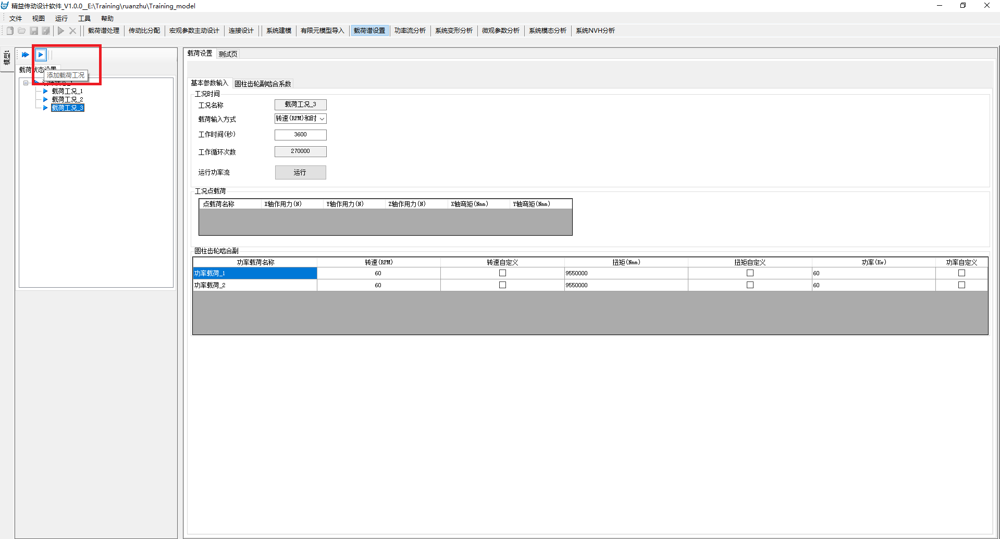 精益传动设计软件_V1.0.0__E:\Training\ruanzhu\Training_model
文件 视图 运行 工具 帮助
载荷谱处理 传动比分配 宏观参数主动设计 连接设计 系统建模 有限元模型导入 载荷谱设置 功率流分析 系统变形分析 微观参数分析 系统模态分析 系统NVH分析
模型1
载荷状态设置
添加载荷工况
载荷工况_1
载荷工况_2
载荷工况_3
载荷设置 测试页
基本参数输入 圆柱齿轮副啮合系数
工况时间
工况名称 载荷工况_3
载荷输入方式 转速(RPM)和时
工作时间(秒) 3600
工作循环次数 270000
运行功率流 运行
工况点载荷
点载荷名称 X轴作用力(N) Y轴作用力(N) Z轴作用力(N) X轴弯矩(Nmm) Y轴弯矩(Nmm)
圆柱齿轮啮合副
功率载荷名称 转速(RPM) 转速自定义 扭矩(Nmm) 扭矩自定义 功率(Kw) 功率自定义
功率载荷_1 60 9550000 60
功率载荷_2 60 9550000 60